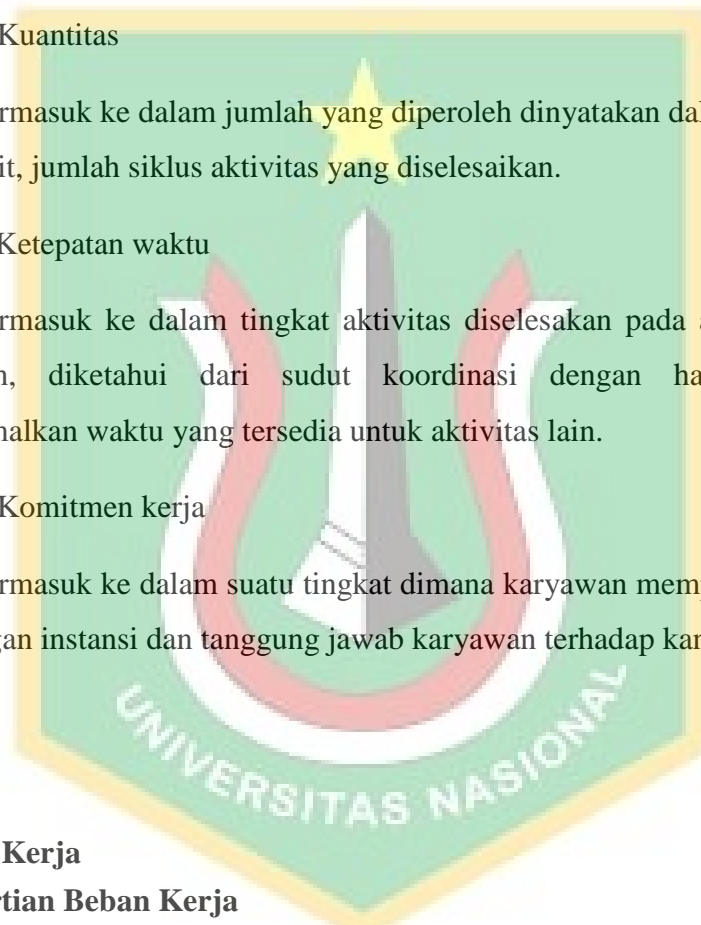 Kuantitas
rmasuk ke dalam jumlah yang diperoleh dinyatakan dal
it, jumlah siklus aktivitas yang diselesaikan.
Ketepatan waktu
rmasuk ke dalam tingkat aktivitas diselesakan pada a
diketahui dari sudut koordinasi dengan ha
nalkan waktu yang tersedia untuk aktivitas lain.
Komitmen kerja
rmasuk ke dalam suatu tingkat dimana karyawan memp
gan instansi dan tanggung jawab karyawan terhadap kan
UNIVERSITAS NASIONAL
Kerja
rtian Beban Kerja